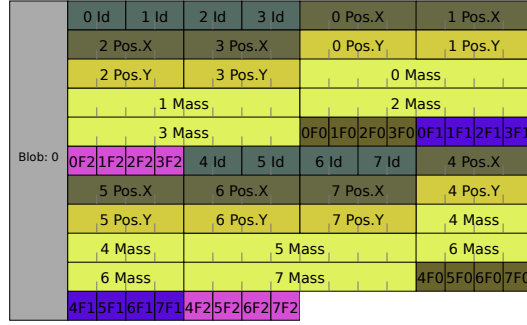 0 Id 1 Id 2 Id 3 Id 0 Pos.X 1 Pos.X
2 Pos.X 3 Pos.X 0 Pos.Y 1 Pos.Y
2 Pos.Y 3 Pos.Y 0 Mass
1 Mass 2 Mass
3 Mass 0F0 1F0 2F0 3F0 0F1 1F1 2F1 3F1
Blob: 0 0F2 1F2 2F2 3F2 4 Id 5 Id 6 Id 7 Id 4 Pos.X
5 Pos.X 6 Pos.X 7 Pos.X 4 Pos.Y
5 Pos.Y 6 Pos.Y 7 Pos.Y 4 Mass
4 Mass 5 Mass 6 Mass
6 Mass 7 Mass 4F0 5F0 6F0 7F0
4F1 5F1 6F1 7F1 4F2 5F2 6F2 7F2